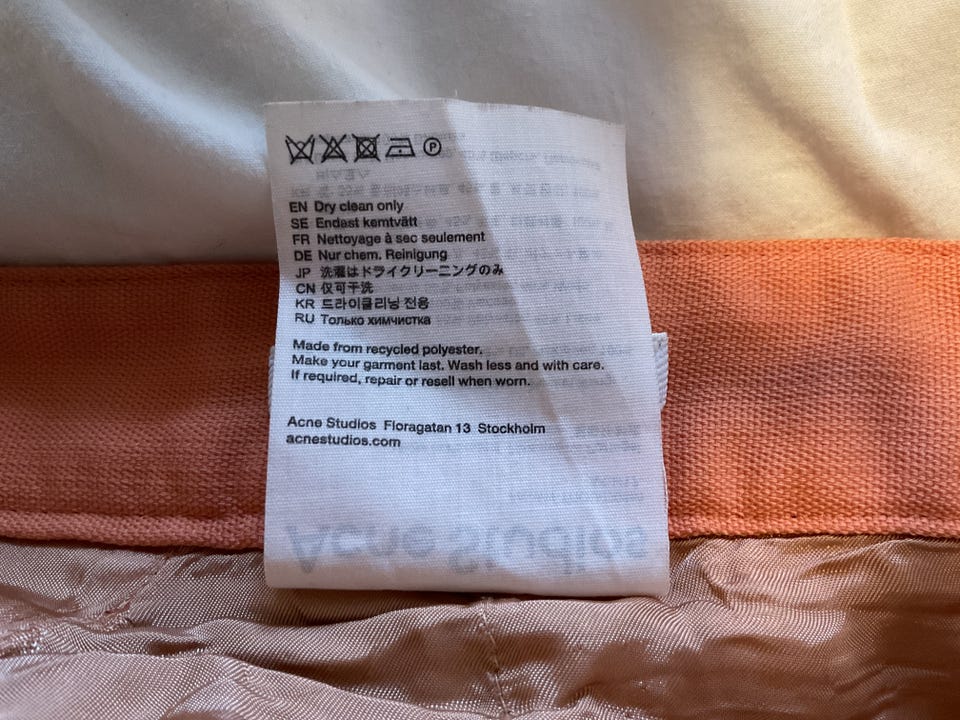 P
EN Dry clean only
SE Endast kemtvätt
FR Nettoyage à sec seulement
DE Nur chem. Reinigung
JP 洗濯はドライクリーニングのみ
CN 仅可干洗
KR 드라이클리닝 전용
RU Только химчистка
Made from recycled polyester.
Make your garment last. Wash less and with care.
If required, repair or resell when worn.
Acne Studios Floragatan 13 Stockholm
acnestudios.com
Acne Studios